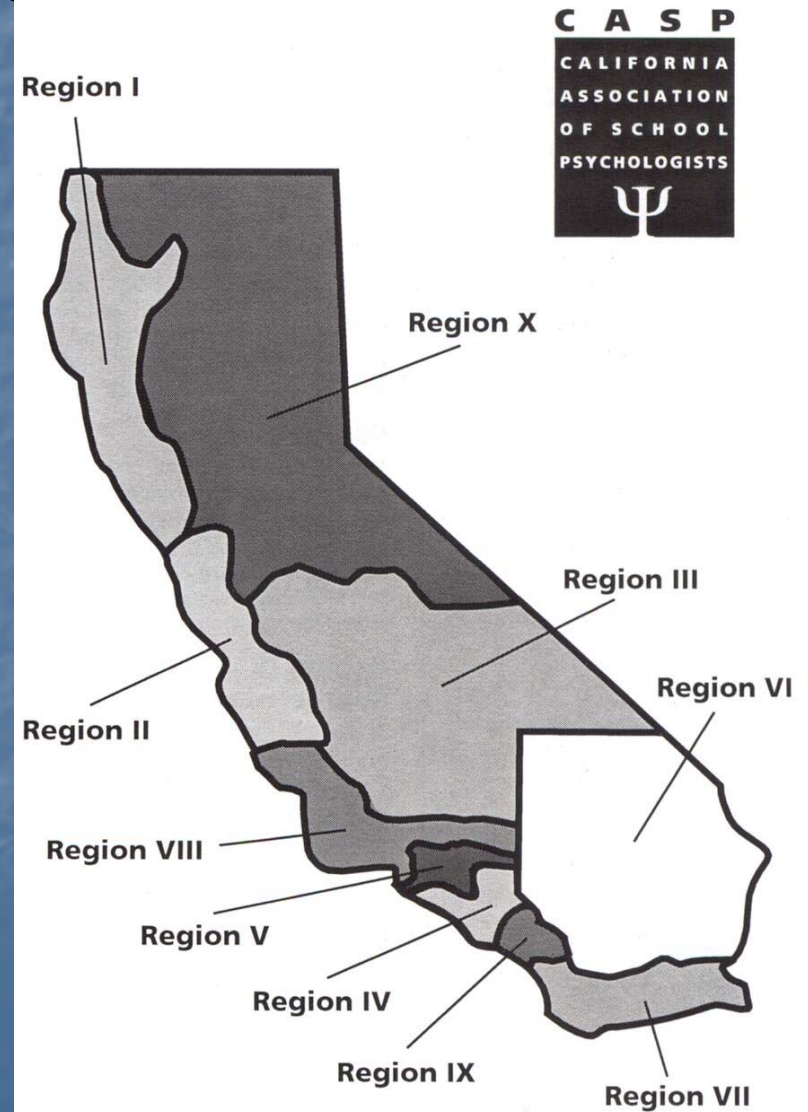 C A S P
CALIFORNIA
ASSOCIATION
OF SCHOOL
PSYCHOLOGISTS
Ψ
Region I
Region X
Region III
Region VI
Region II
Region VIII
Region V
Region IV
Region IX
Region VII